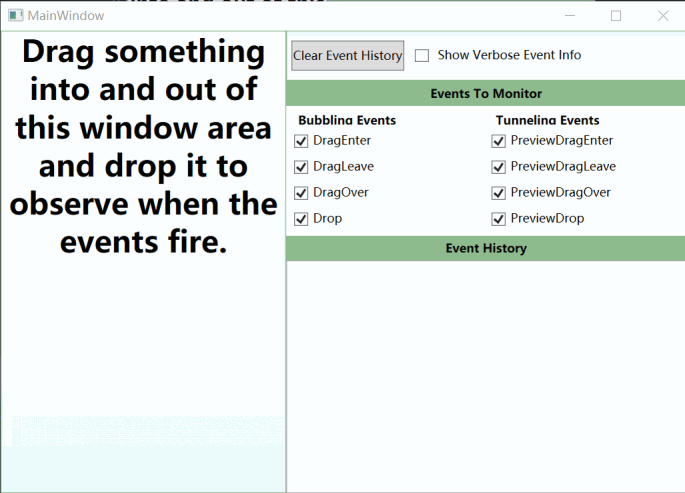 MainWindow
Drag something
into and out of
this window area
and drop it to
observe when the
events fire.
Clear Event History
Show Verbose Event Info
Events To Monitor
Bubbling Events
Tunneling Events
DragEnter
PreviewDragEnter
DragLeave
PreviewDragLeave
DragOver
PreviewDragOver
Drop
PreviewDrop
Event History